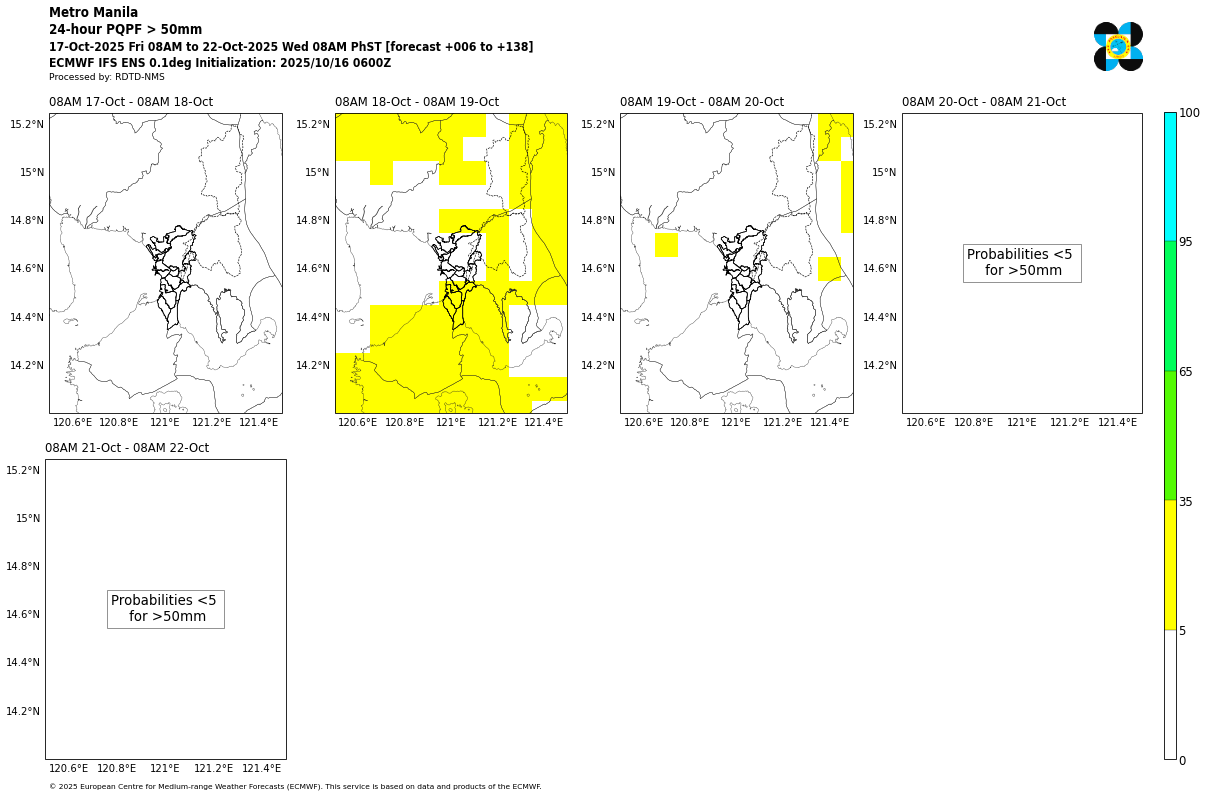 Metro Manila
24-hour PQPF > 50mm
17-Oct-2025 Fri 08AM to 22-Oct-2025 Wed 08AM PhST [forecast +006 to +138]
ECMWF IFS ENS 0.1deg Initialization: 2025/10/16 0600Z
Processed by: RDTD-NMS
08AM 17-Oct - 08AM 18-Oct
15.2°N
15°N
14.8°N
14.6°N
14.4°N
14.2°N
120.6°E 120.8°E 121°E 121.2°E 121.4°E
08AM 18-Oct - 08AM 19-Oct
15.2°N
15°N
14.8°N
14.6°N
14.4°N
14.2°N
120.6°E 120.8°E 121°E 121.2°E 121.4°E
08AM 19-Oct - 08AM 20-Oct
15.2°N
15°N
14.8°N
14.6°N
14.4°N
14.2°N
120.6°E 120.8°E 121°E 121.2°E 121.4°E
08AM 20-Oct - 08AM 21-Oct
15.2°N
15°N
14.8°N
14.6°N
14.4°N
14.2°N
Probabilities <5
for >50mm
120.6°E 120.8°E 121°E 121.2°E 121.4°E
100
95
65
35
5
0
08AM 21-Oct - 08AM 22-Oct
15.2°N
15°N
14.8°N
14.6°N
14.4°N
14.2°N
Probabilities <5
for >50mm
120.6°E 120.8°E 121°E 121.2°E 121.4°E
© 2025 European Centre for Medium-range Weather Forecasts (ECMWF). This service is based on data and products of the ECMWF.